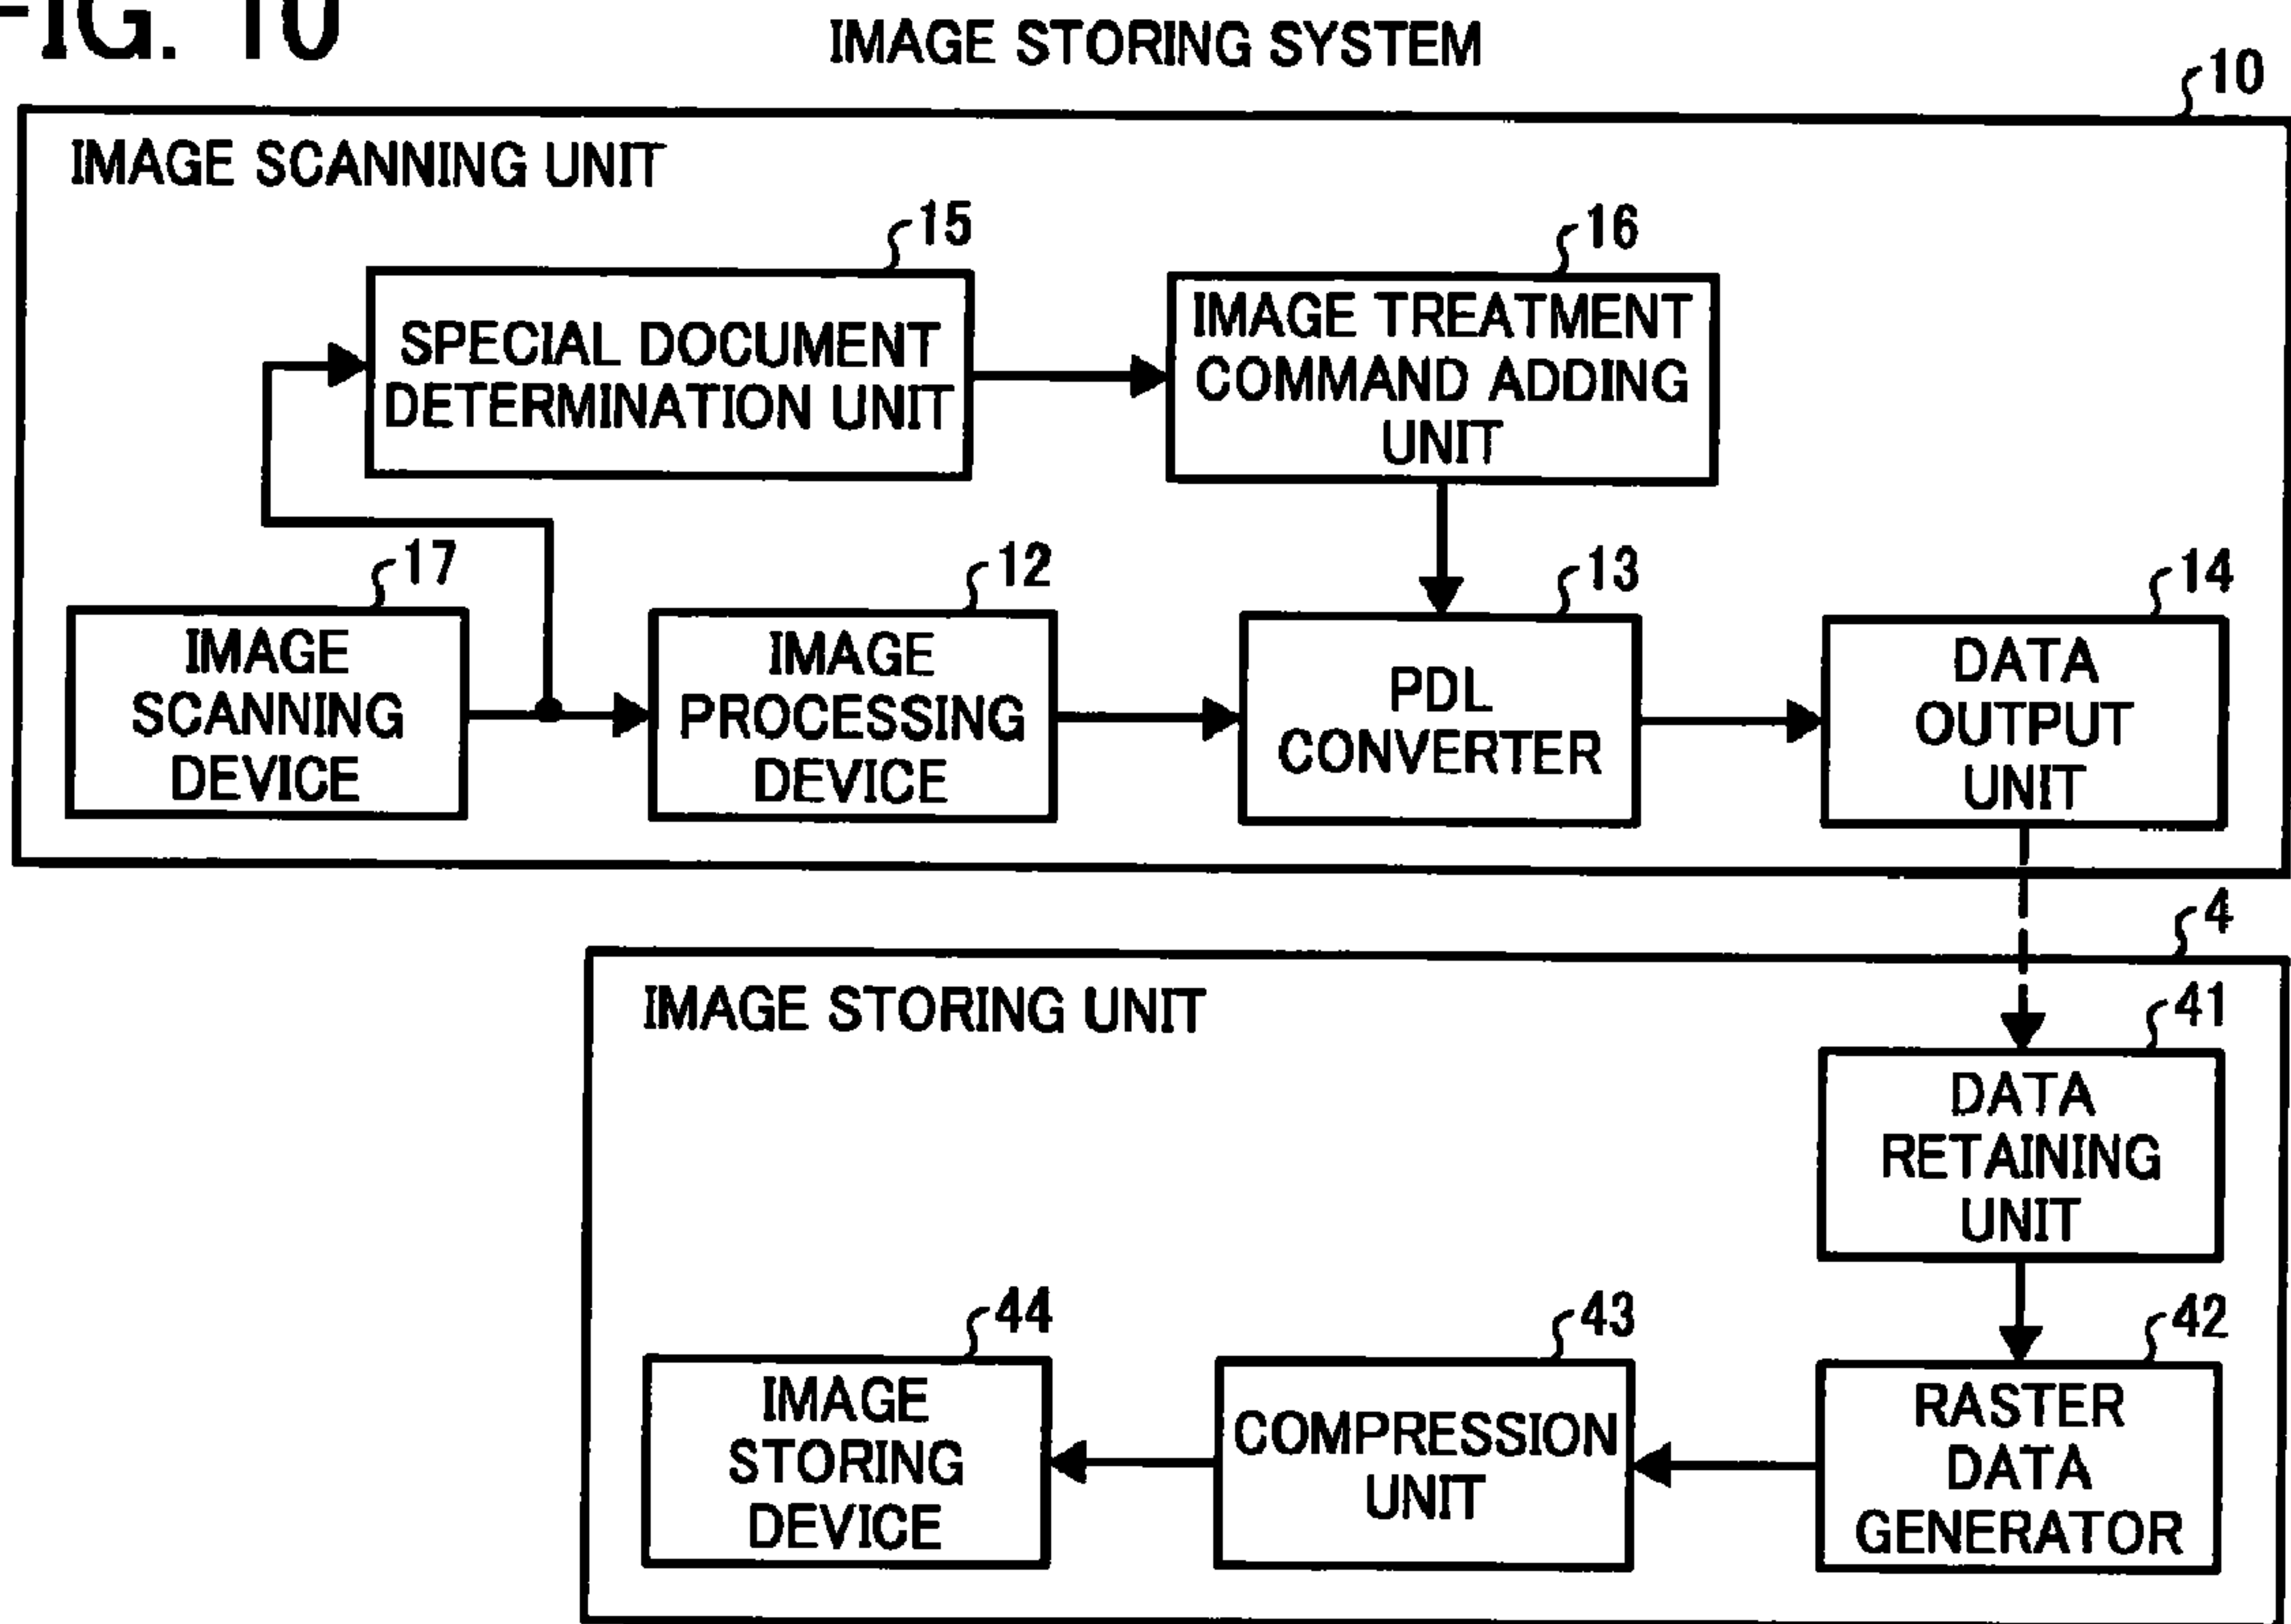 FIG. 10
IMAGE STORING SYSTEM
10
IMAGE SCANNING UNIT
15
SPECIAL DOCUMENT
DETERMINATION UNIT
16
IMAGE TREATMENT
COMMAND ADDING
UNIT
17
IMAGE
SCANNING
DEVICE
12
IMAGE
PROCESSING
DEVICE
13
PDL
CONVERTER
14
DATA
OUTPUT
UNIT
4
IMAGE STORING UNIT
41
DATA
RETAINING
UNIT
44
IMAGE
STORING
DEVICE
43
COMPRESSION
UNIT
42
RASTER
DATA
GENERATOR